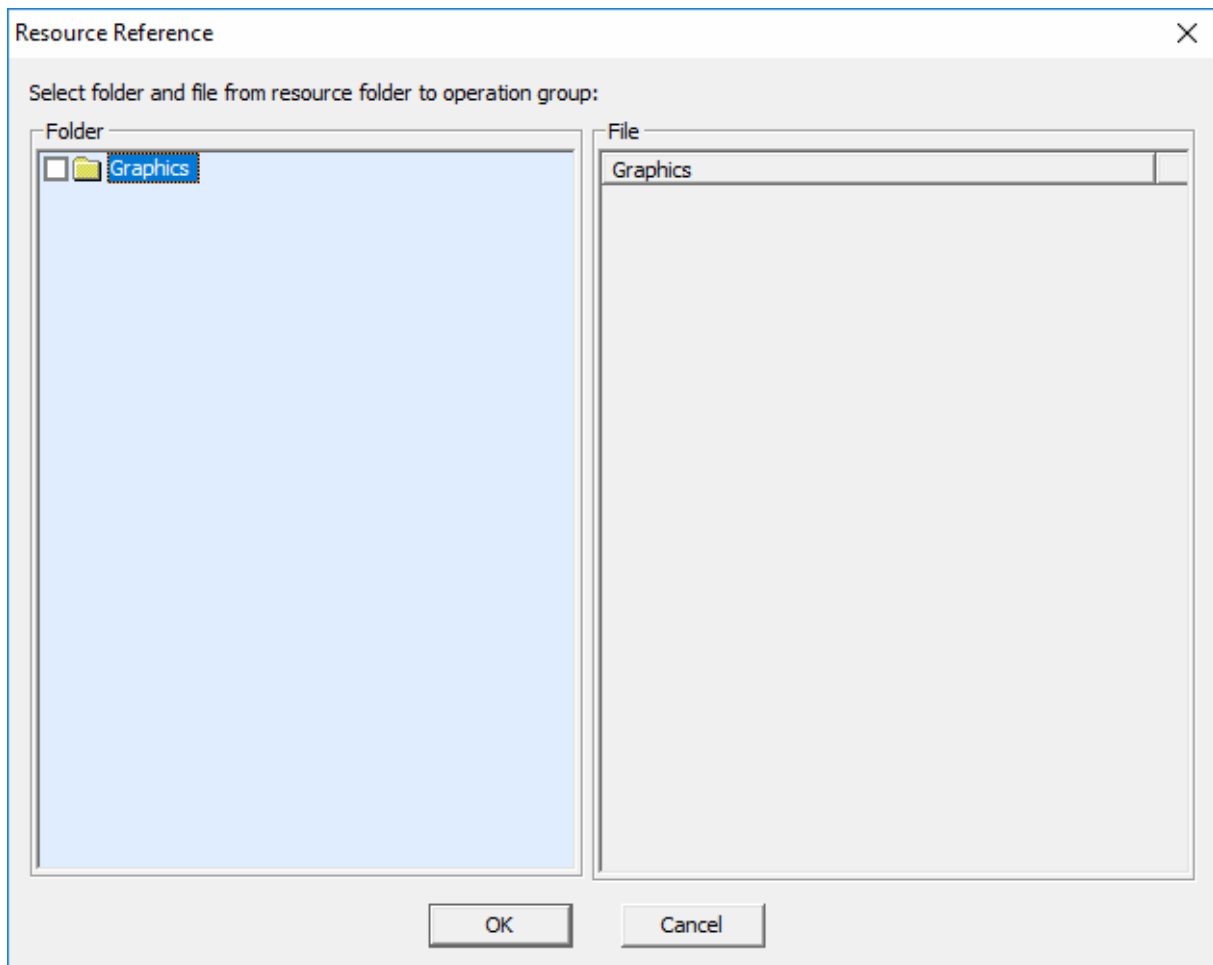 Resource Reference
Select folder and file from resource folder to operation group:
Folder
Graphics
File
Graphics
OK
Cancel